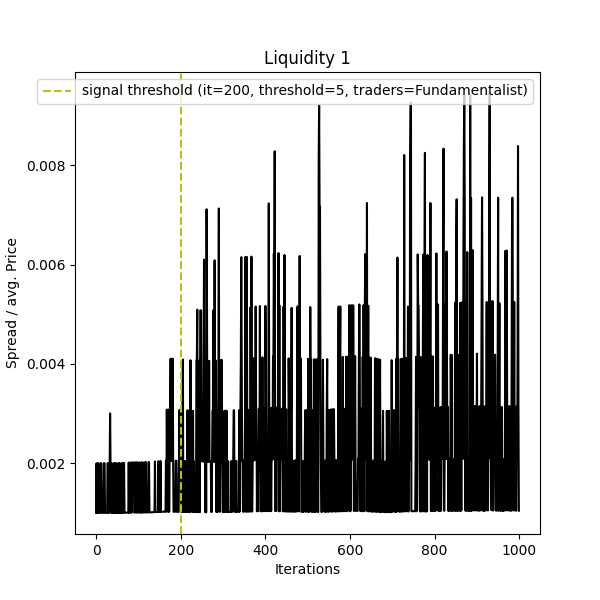 Liquidity 1
signal threshold (it=200, threshold=5, traders=Fundamentalist)
Spread / avg. Price
0.008
0.006
0.004
0.002
0
200
400
600
800
1000
Iterations